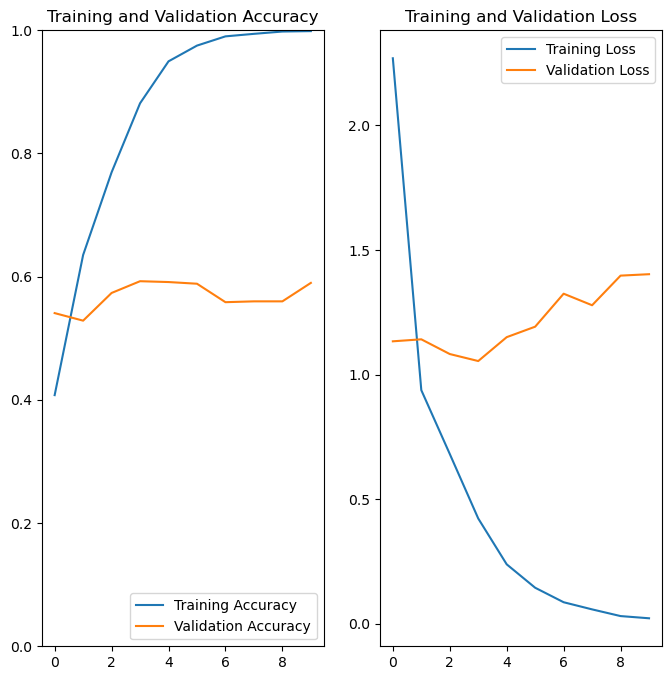 Training and Validation Accuracy
1.0
0.8
0.6
0.4
0.2
0.0
0 2 4 6 8
Training Accuracy
Validation Accuracy
Training and Validation Loss
Training Loss
Validation Loss
2.0
1.5
1.0
0.5
0.0
0 2 4 6 8